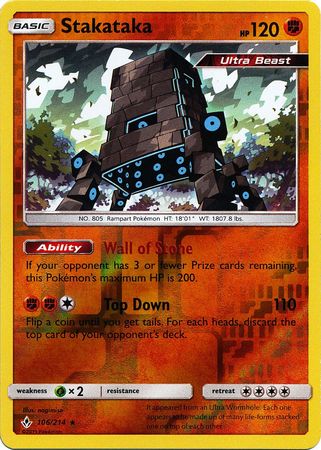 BASIC Stakataka HP 120
Ultra Beast
NO. 805 Rampart Pokémon HT: 18'01" WT: 1807.8 lbs.
Ability Wall of Stone
If your opponent has 3 or fewer Prize cards remaining,
this Pokémon's maximum HP is 200.
Top Down 110
Flip a coin until you get tails. For each heads, discard the
top card of your opponent's deck.
weakness ×2 resistance retreat
Illus. nagimiso
106/214 ★
©2019 Pokémon
It appeared from an Ultra Wormhole. Each one
appears to be made up of many life-forms stacked
one on top of each other.